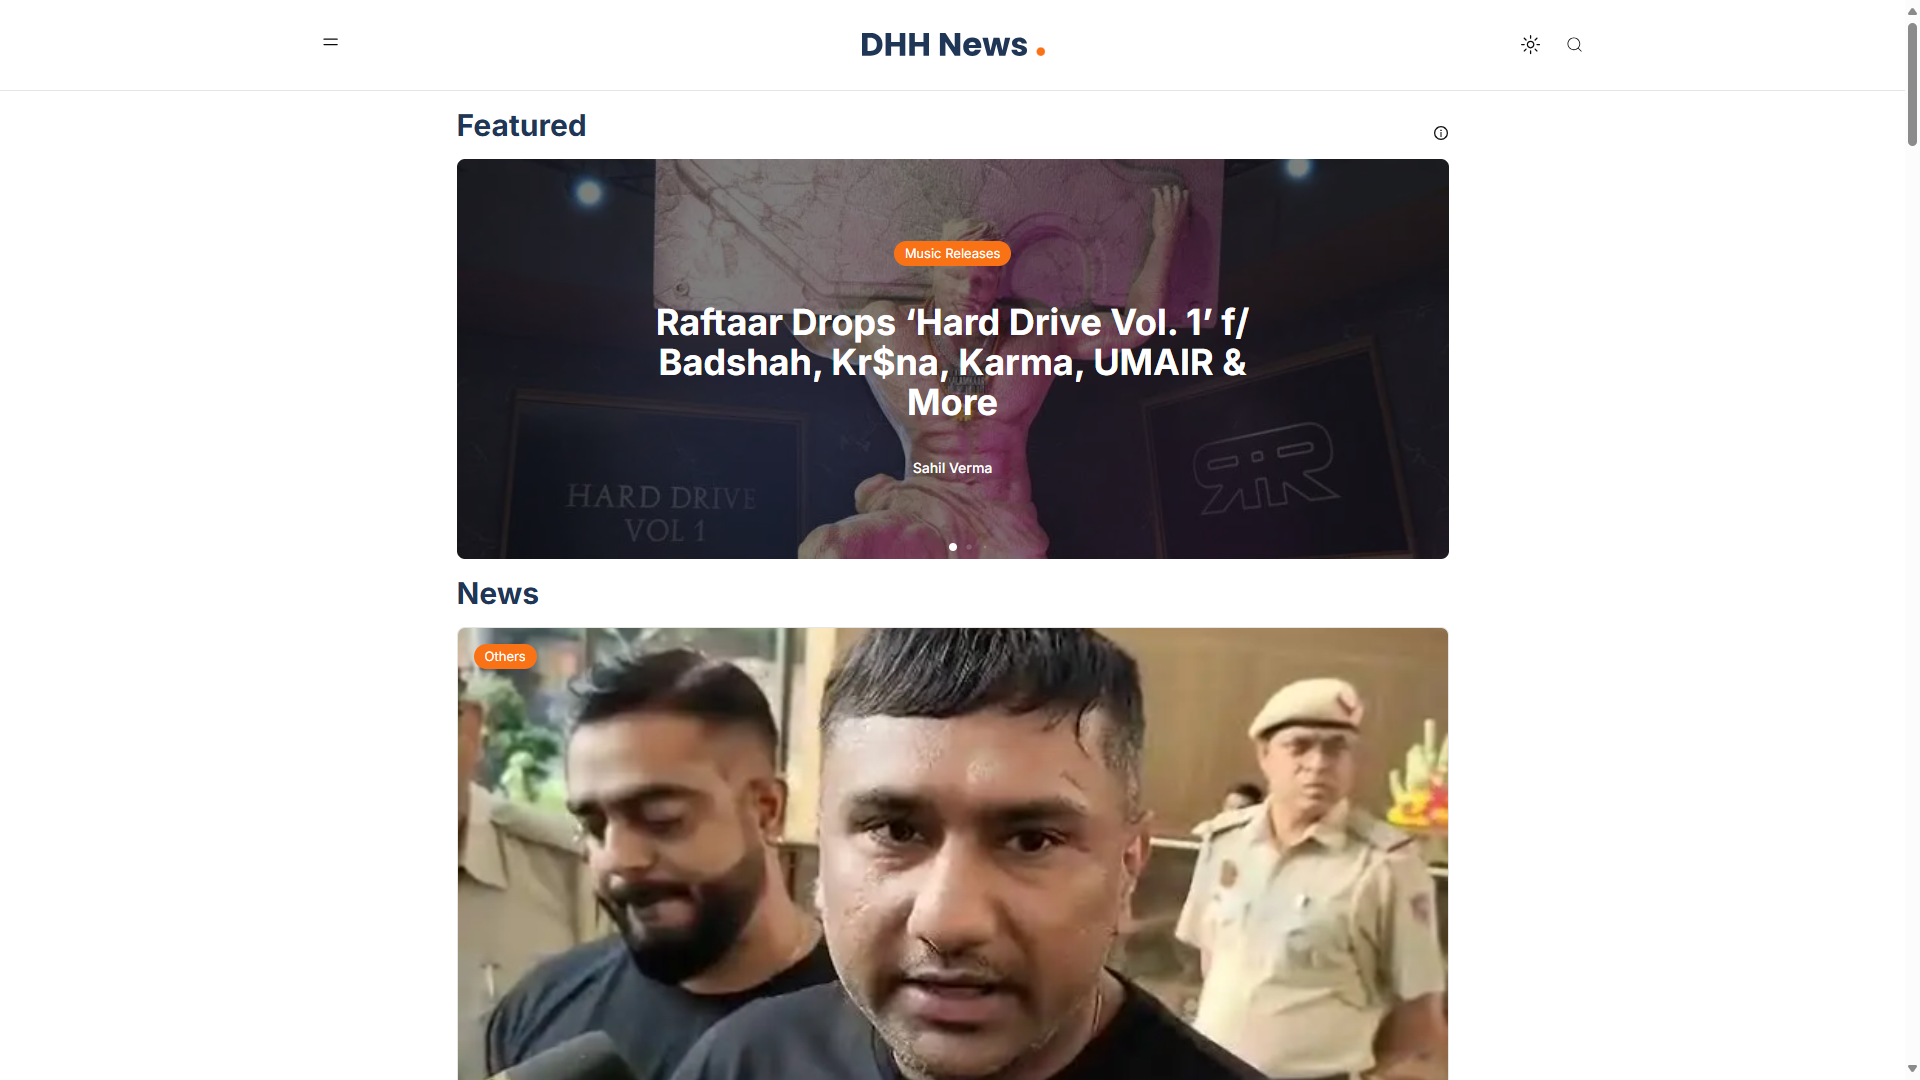 DHH News .
Featured
Music Releases
Raftaar Drops ‘Hard Drive Vol. 1’ f/
Badshah, Kr$na, Karma, UMAIR &
More
Sahil Verma
HARD DRIVE
VOL 1
News
Others